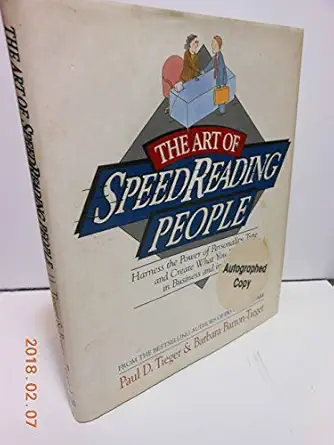 THE ART OF SPEEDREADING PEOPLE
THE ART OF
SPEEDREADING
PEOPLE
Harness the Power of Personality Type
and Create What You
in Business and in
Autographed
Copy
FROM THE BESTSELLING AUTHORS OF DO
Paul D. Tieger & Barbara Barron-Tieger
2018.02.07